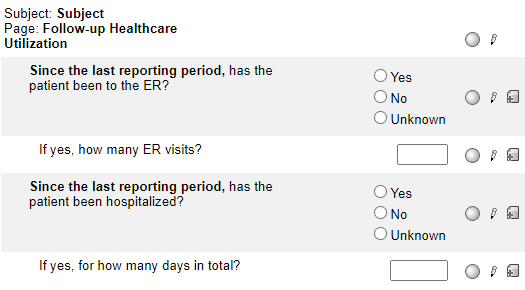 Subject: Subject
Page: Follow-up Healthcare
Utilization
Since the last reporting period, has the
patient been to the ER?
Yes
No
Unknown
If yes, how many ER visits?
Since the last reporting period, has the
patient been hospitalized?
Yes
No
Unknown
If yes, for how many days in total?